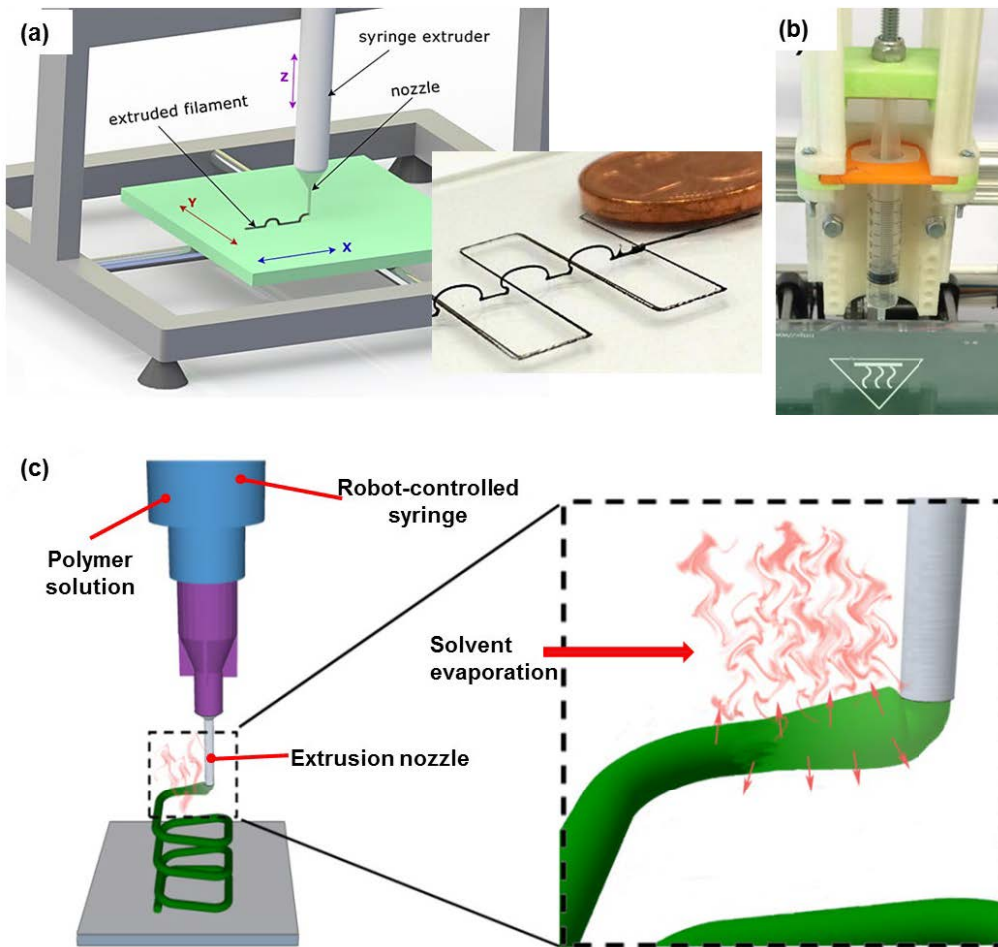 (a)
syringe extruder
Z
nozzle
extruded filament
Y
X
(b)
(c)
Robot-controlled
syringe
Polymer
solution
Solvent
evaporation
Extrusion nozzle